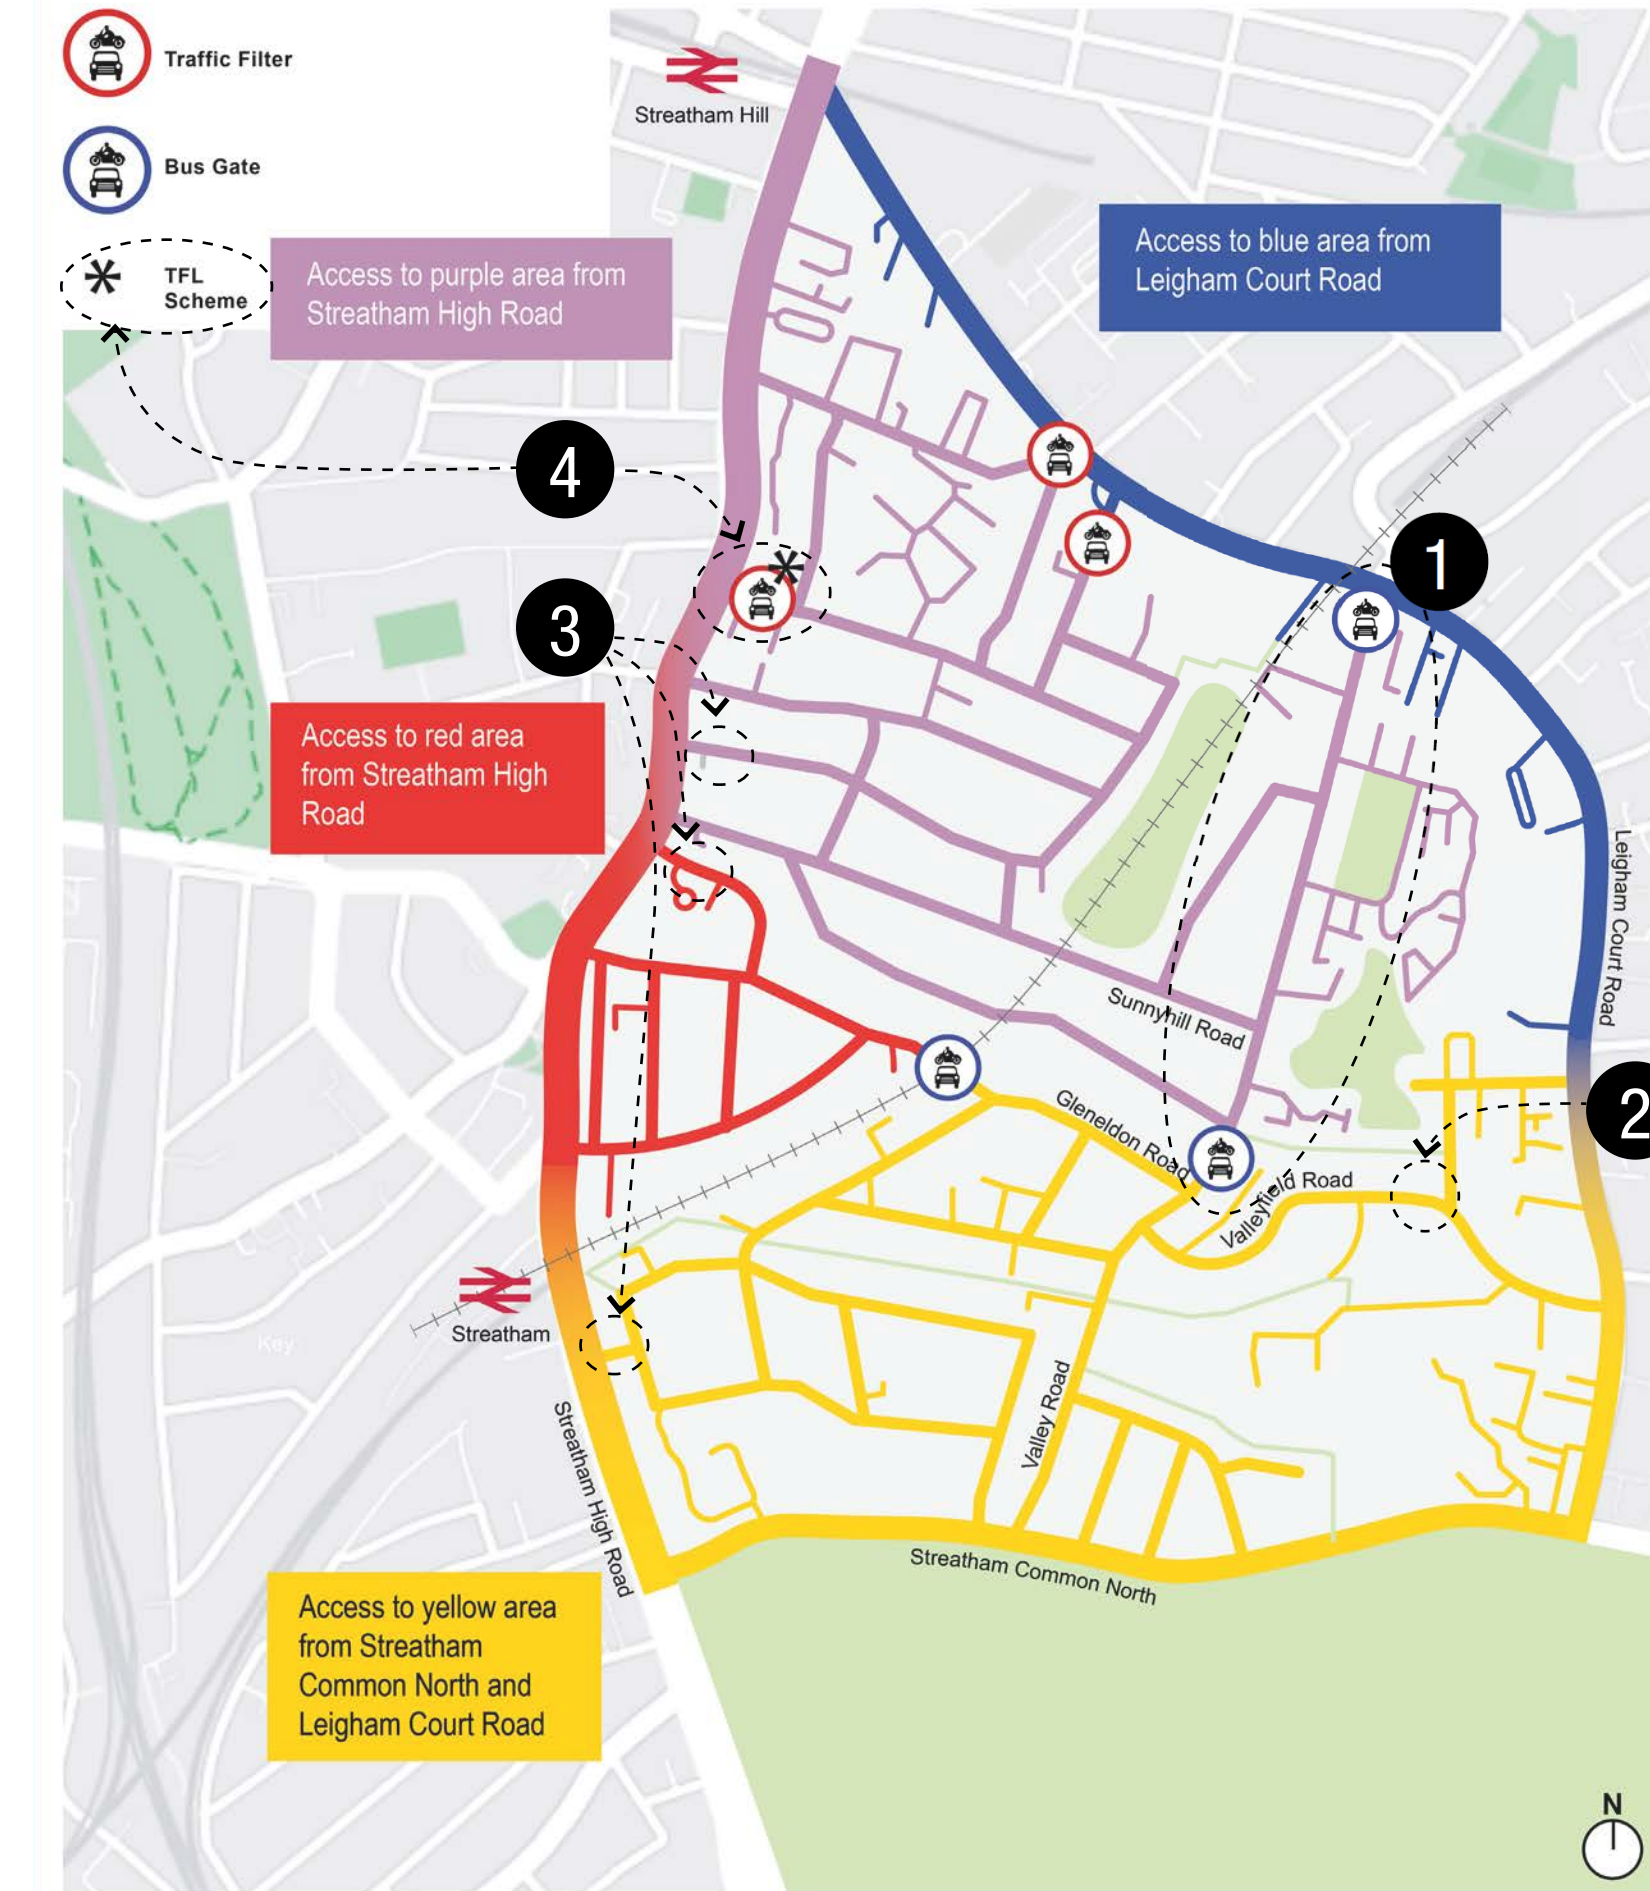 Traffic Filter
Bus Gate
TFL
Scheme
Streatham Hill
Access to purple area from
Streatham High Road
Access to blue area from
Leigham Court Road
4
1
3
Access to red area
from Streatham High
Road
Leigham Court Road
Sunnyhill Road
Gleneldon Road
2
Valleyfield Road
Streatham
Key
Valley Road
Streatham High Road
Streatham Common North
Access to yellow area
from Streatham
Common North and
Leigham Court Road
N